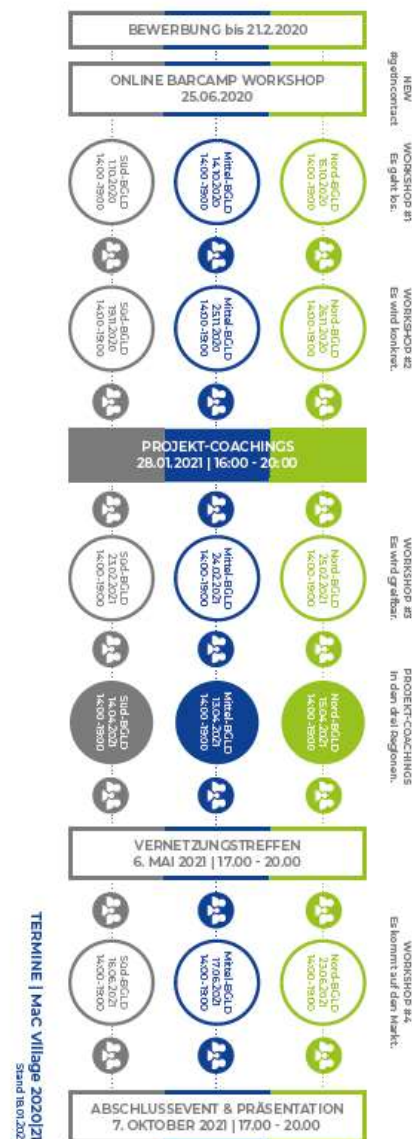 BEWERBUNG bis 21.2.2020
NEW
#getincontact
ONLINE BARCAMP WORKSHOP
25.06.2020
WORKSHOP #1
Es geht los.
Süd-BGLD
1.10.2020
14:00-19:00
Mittel-BGLD
14.10.2020
14:00-19:00
Nord-BGLD
15.10.2020
14:00-19:00
WORKSHOP #2
Es wird konkret.
Süd-BGLD
19.11.2020
14:00-19:00
Mittel-BGLD
25.11.2020
14:00-19:00
Nord-BGLD
26.11.2020
14:00-19:00
PROJEKT-COACHINGS
28.01.2021 | 16:00 - 20:00
WORKSHOP #3
Es wird greifbar.
Süd-BGLD
23.02.2021
14:00-19:00
Mittel-BGLD
24.02.2021
14:00-19:00
Nord-BGLD
25.02.2021
14:00-19:00
PROJEKT-COACHINGS
In den drei Regionen.
Süd-BGLD
14.04.2021
14:00-19:00
Mittel-BGLD
13.04.2021
14:00-19:00
Nord-BGLD
15.04.2021
14:00-19:00
VERNETZUNGSTREFFEN
6. MAI 2021 | 17.00 - 20.00
WORKSHOP #4
Es kommt auf den Markt.
Süd-BGLD
16.06.2021
14:00-19:00
Mittel-BGLD
17.06.2021
14:00-19:00
Nord-BGLD
23.06.2021
14:00-19:00
ABSCHLUSSEVENT & PRÄSENTATION
7. OKTOBER 2021 | 17.00 - 20.00
TERMINE | MaC Village 2020|21
Stand 18.01.202